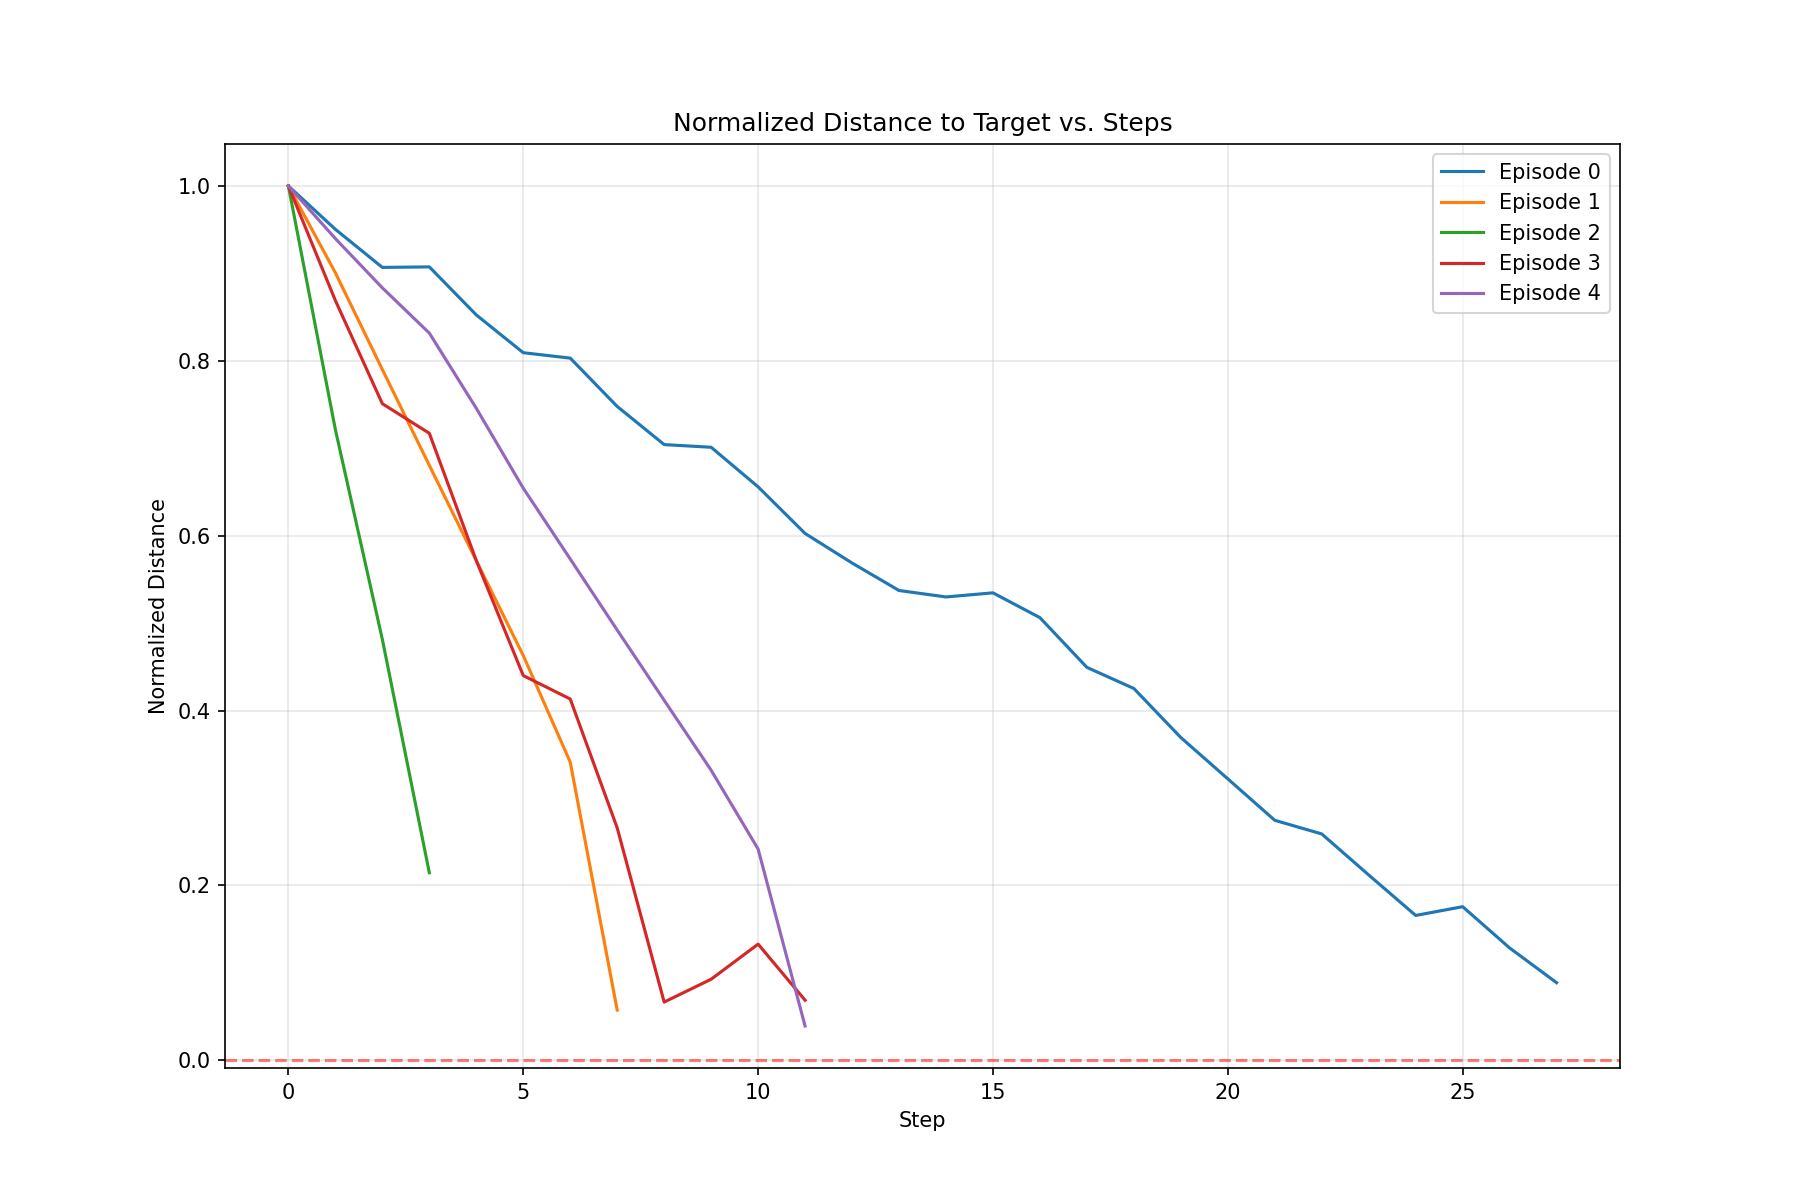 Normalized Distance to Target vs. Steps
Episode 0
Episode 1
Episode 2
Episode 3
Episode 4
1.0
0.8
0.6
0.4
0.2
0.0
Normalized Distance
0 5 10 15 20 25
Step